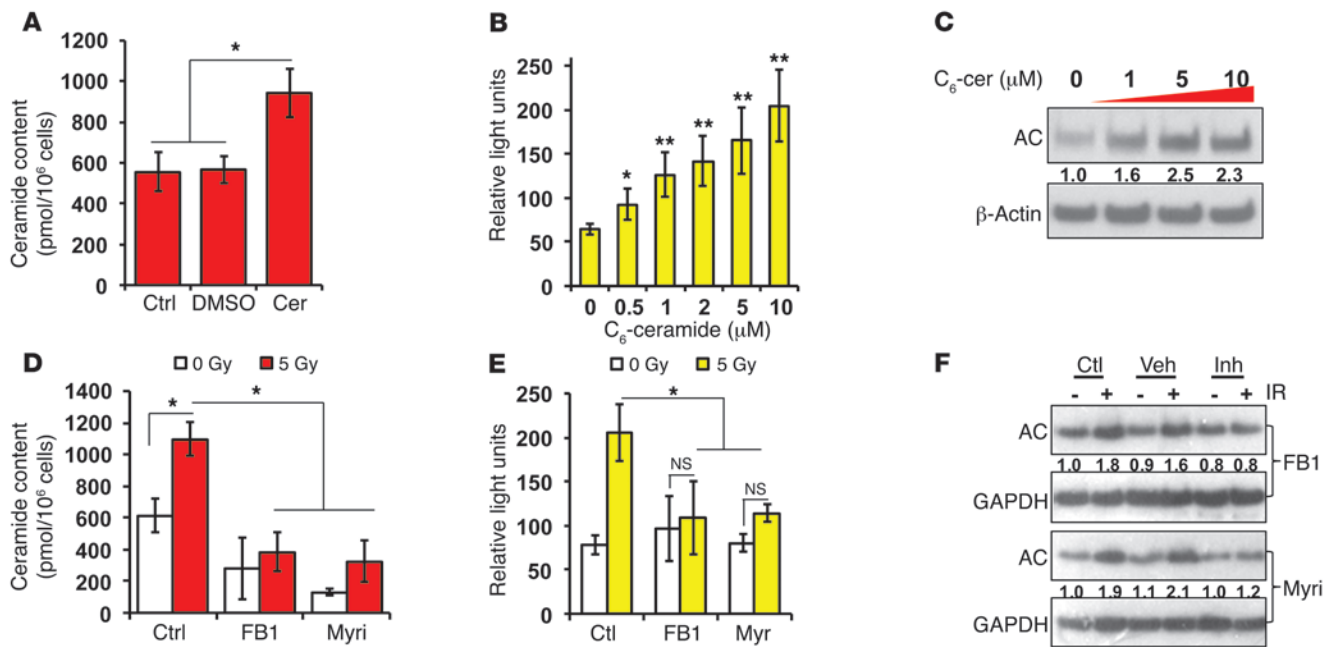 A
Ceramide content
(pmol/10⁶ cells)
1200
1000
800
600
400
200
0
*
Ctrl DMSO Cer
B
Relative light units
250
200
150
100
50
0
* ** ** ** **
0 0.5 1 2 5 10
C₆-ceramide (μM)
C
C₆-cer (μM) 0 1 5 10
AC
1.0 1.6 2.5 2.3
β-Actin
D
0 Gy 5 Gy
Ceramide content
(pmol/10⁶ cells)
1400
1200
1000
800
600
400
200
0
* *
Ctrl FB1 Myri
E
0 Gy 5 Gy
Relative light units
250
200
150
100
50
0
*
NS NS
Ctl FB1 Myr
F
Ctl Veh Inh
- + - + - + IR
AC
1.0 1.8 0.9 1.6 0.8 0.8
FB1
GAPDH
AC
1.0 1.9 1.1 2.1 1.0 1.2
Myri
GAPDH